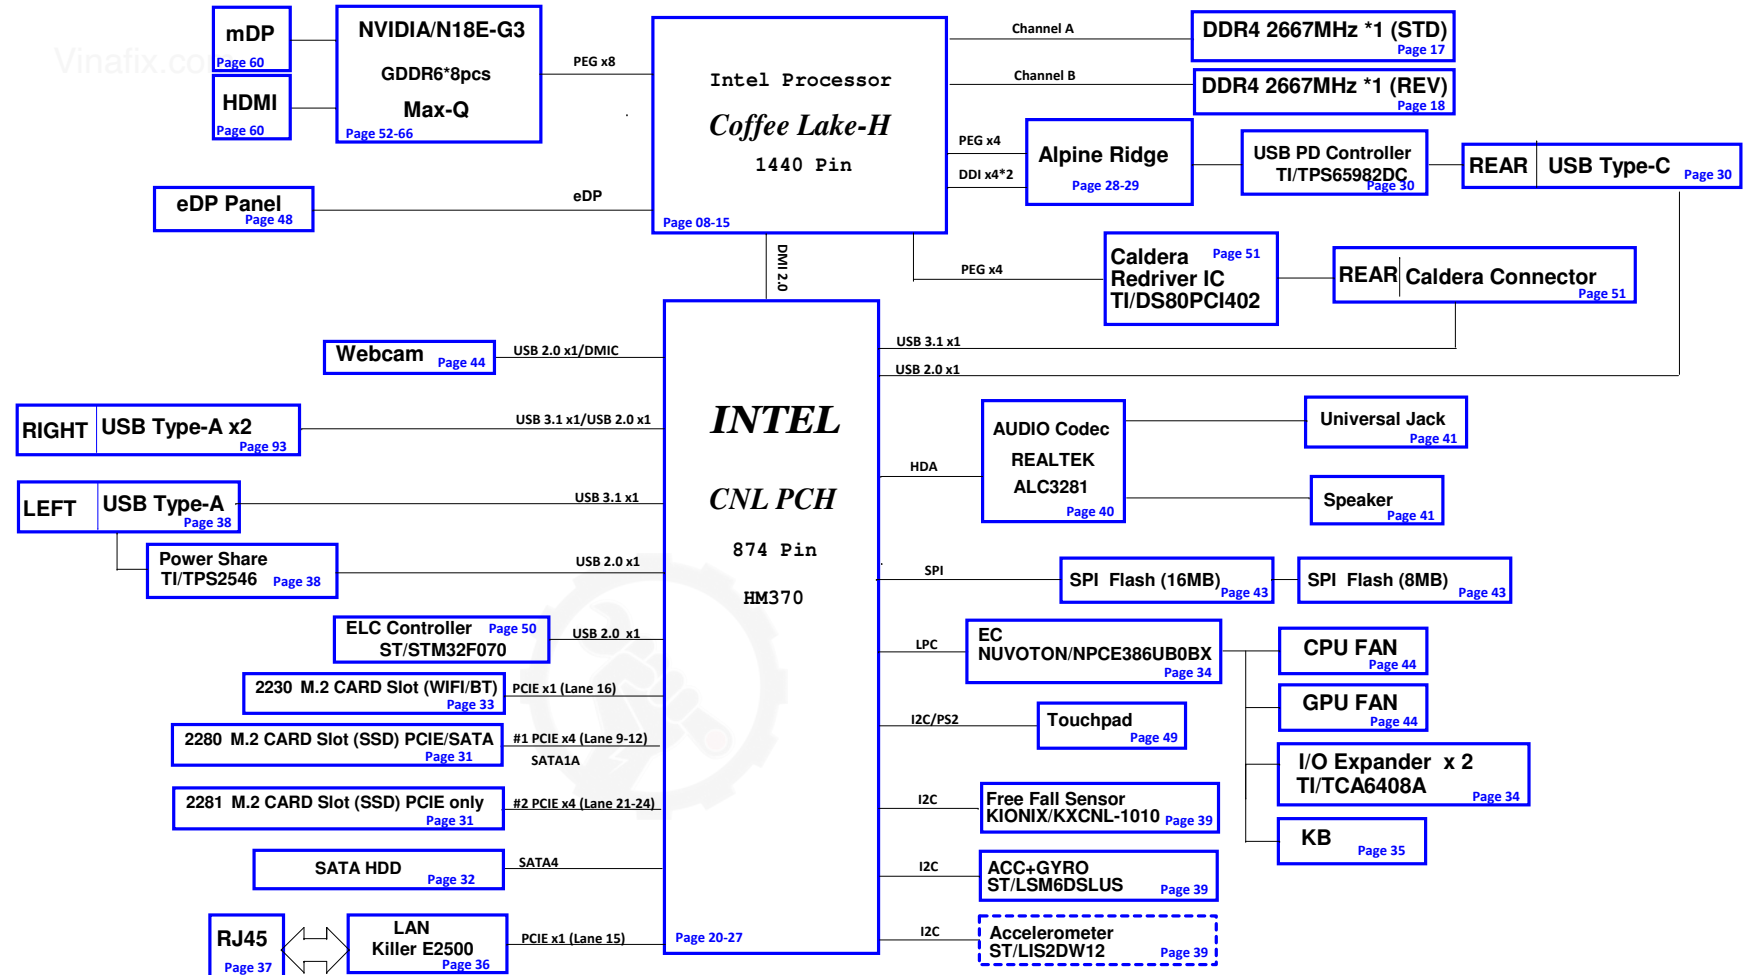 Vinafix.co
mDP
Page 60
HDMI
Page 60
NVIDIA/N18E-G3
GDDR6*8pcs
Max-Q
Page 52-66
PEG x8
Intel Processor
Coffee Lake-H
1440 Pin
Page 08-15
Channel A
DDR4 2667MHz *1 (STD)
Page 17
Channel B
DDR4 2667MHz *1 (REV)
Page 18
PEG x4
DDI x4*2
Alpine Ridge
Page 28-29
USB PD Controller
TI/TPS65982DC
Page 30
REAR
USB Type-C
Page 30
eDP Panel
Page 48
eDP
DMI 2.0
PEG x4
Caldera
Page 51
Redriver IC
TI/DS80PCI402
REAR
Caldera Connector
Page 51
USB 3.1 x1
USB 2.0 x1
Webcam
Page 44
USB 2.0 x1/DMIC
RIGHT
USB Type-A x2
Page 93
USB 3.1 x1/USB 2.0 x1
LEFT
USB Type-A
Page 38
USB 3.1 x1
Power Share
TI/TPS2546
Page 38
USB 2.0 x1
ELC Controller
Page 50
ST/STM32F070
USB 2.0 x1
2230 M.2 CARD Slot (WIFI/BT)
Page 33
PCIE x1 (Lane 16)
2280 M.2 CARD Slot (SSD) PCIE/SATA
Page 31
#1 PCIE x4 (Lane 9-12)
SATA1A
2281 M.2 CARD Slot (SSD) PCIE only
Page 31
#2 PCIE x4 (Lane 21-24)
SATA HDD
Page 32
SATA4
RJ45
Page 37
LAN
Killer E2500
Page 36
PCIE x1 (Lane 15)
INTEL
CNL PCH
874 Pin
HM370
Page 20-27
HDA
AUDIO Codec
REALTEK
ALC3281
Page 40
Universal Jack
Page 41
Speaker
Page 41
SPI
SPI Flash (16MB)
Page 43
SPI Flash (8MB)
Page 43
LPC
EC
NUVOTON/NPCE386UB0BX
Page 34
CPU FAN
Page 44
GPU FAN
Page 44
I/O Expander x 2
TI/TCA6408A
Page 34
KB
Page 35
I2C/PS2
Touchpad
Page 49
I2C
Free Fall Sensor
KIONIX/KXCNL-1010
Page 39
I2C
ACC+GYRO
ST/LSM6DSLUS
Page 39
I2C
Accelerometer
ST/LIS2DW12
Page 39